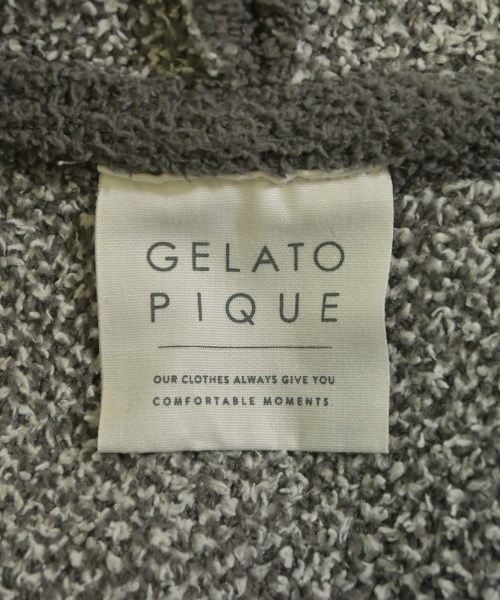 GELATO
PIQUE
OUR CLOTHES ALWAYS GIVE YOU
COMFORTABLE MOMENTS.